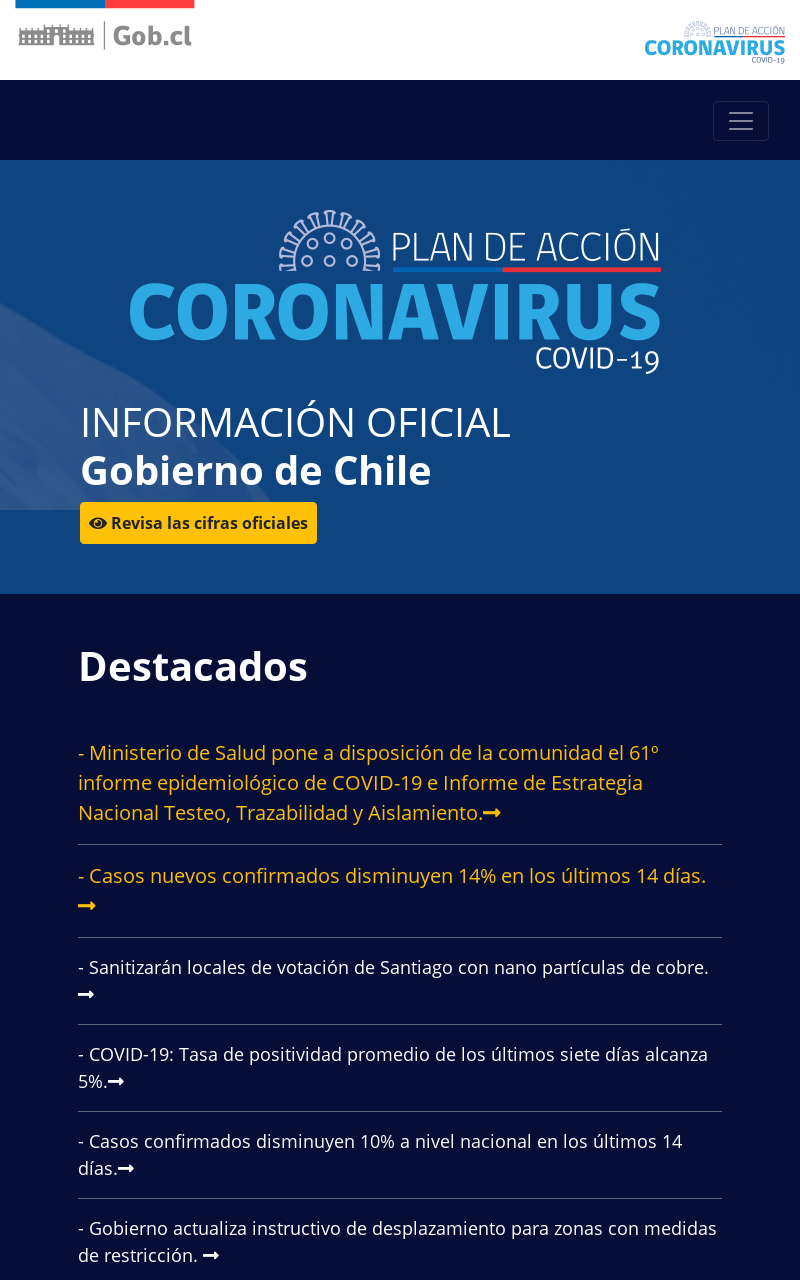 Gob.cl
PLAN DE ACCIÓN
CORONAVIRUS
COVID-19
PLAN DE ACCIÓN
CORONAVIRUS
COVID-19
INFORMACIÓN OFICIAL
Gobierno de Chile
Revisa las cifras oficiales
Destacados
- Ministerio de Salud pone a disposición de la comunidad el 61º
informe epidemiológico de COVID-19 e Informe de Estrategia
Nacional Testeo, Trazabilidad y Aislamiento.
- Casos nuevos confirmados disminuyen 14% en los últimos 14 días.
- Sanitizarán locales de votación de Santiago con nano partículas de cobre.
- COVID-19: Tasa de positividad promedio de los últimos siete días alcanza
5%.
- Casos confirmados disminuyen 10% a nivel nacional en los últimos 14
días.
- Gobierno actualiza instructivo de desplazamiento para zonas con medidas
de restricción.